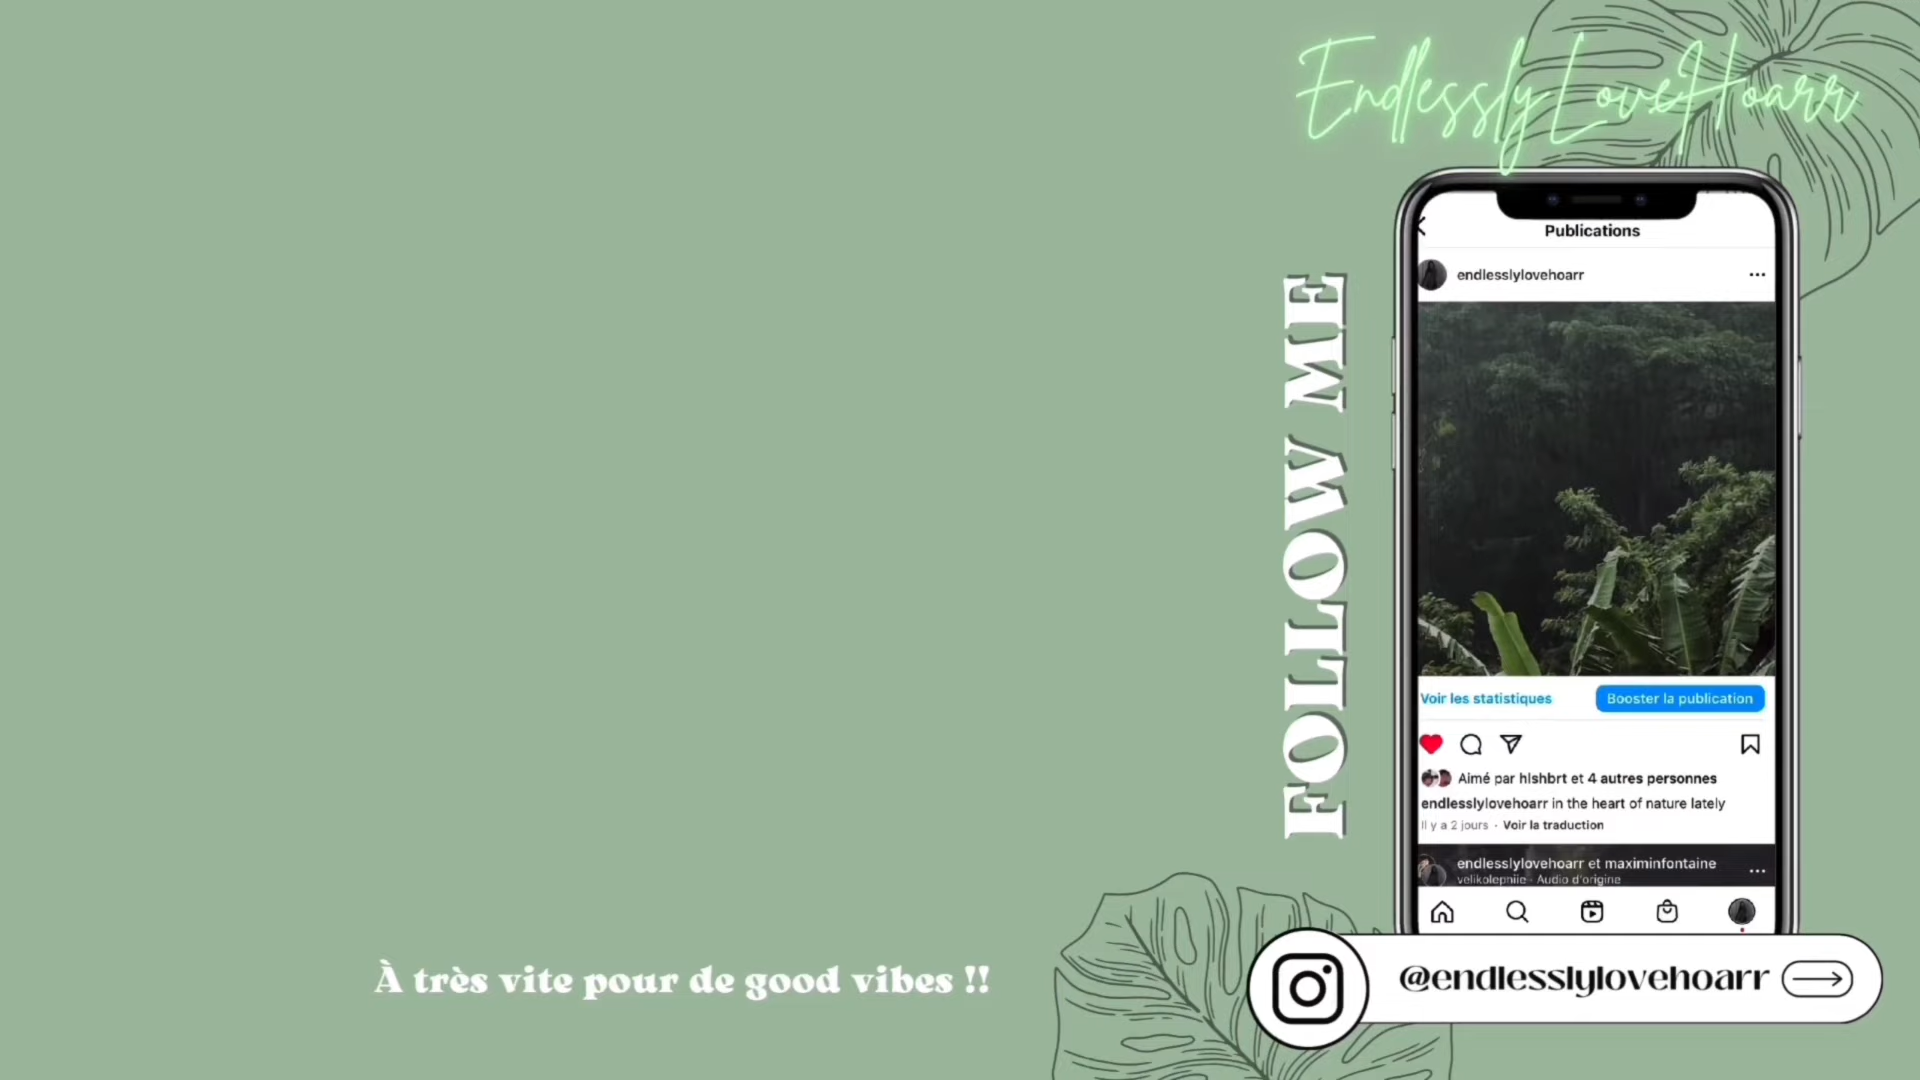 EndlesslyLoveHoarr
Publications
endlesslylovehoarr
FOLLOW ME
Voir les statistiques
Booster la publication
Aimé par hlshbrt et 4 autres personnes
endlesslylovehoarr in the heart of nature lately
Il y a 2 jours · Voir la traduction
endlesslylovehoarr et maximinfontaine
velikolepniie · Audio d'origine
À très vite pour de good vibes !!
@endlesslylovehoarr